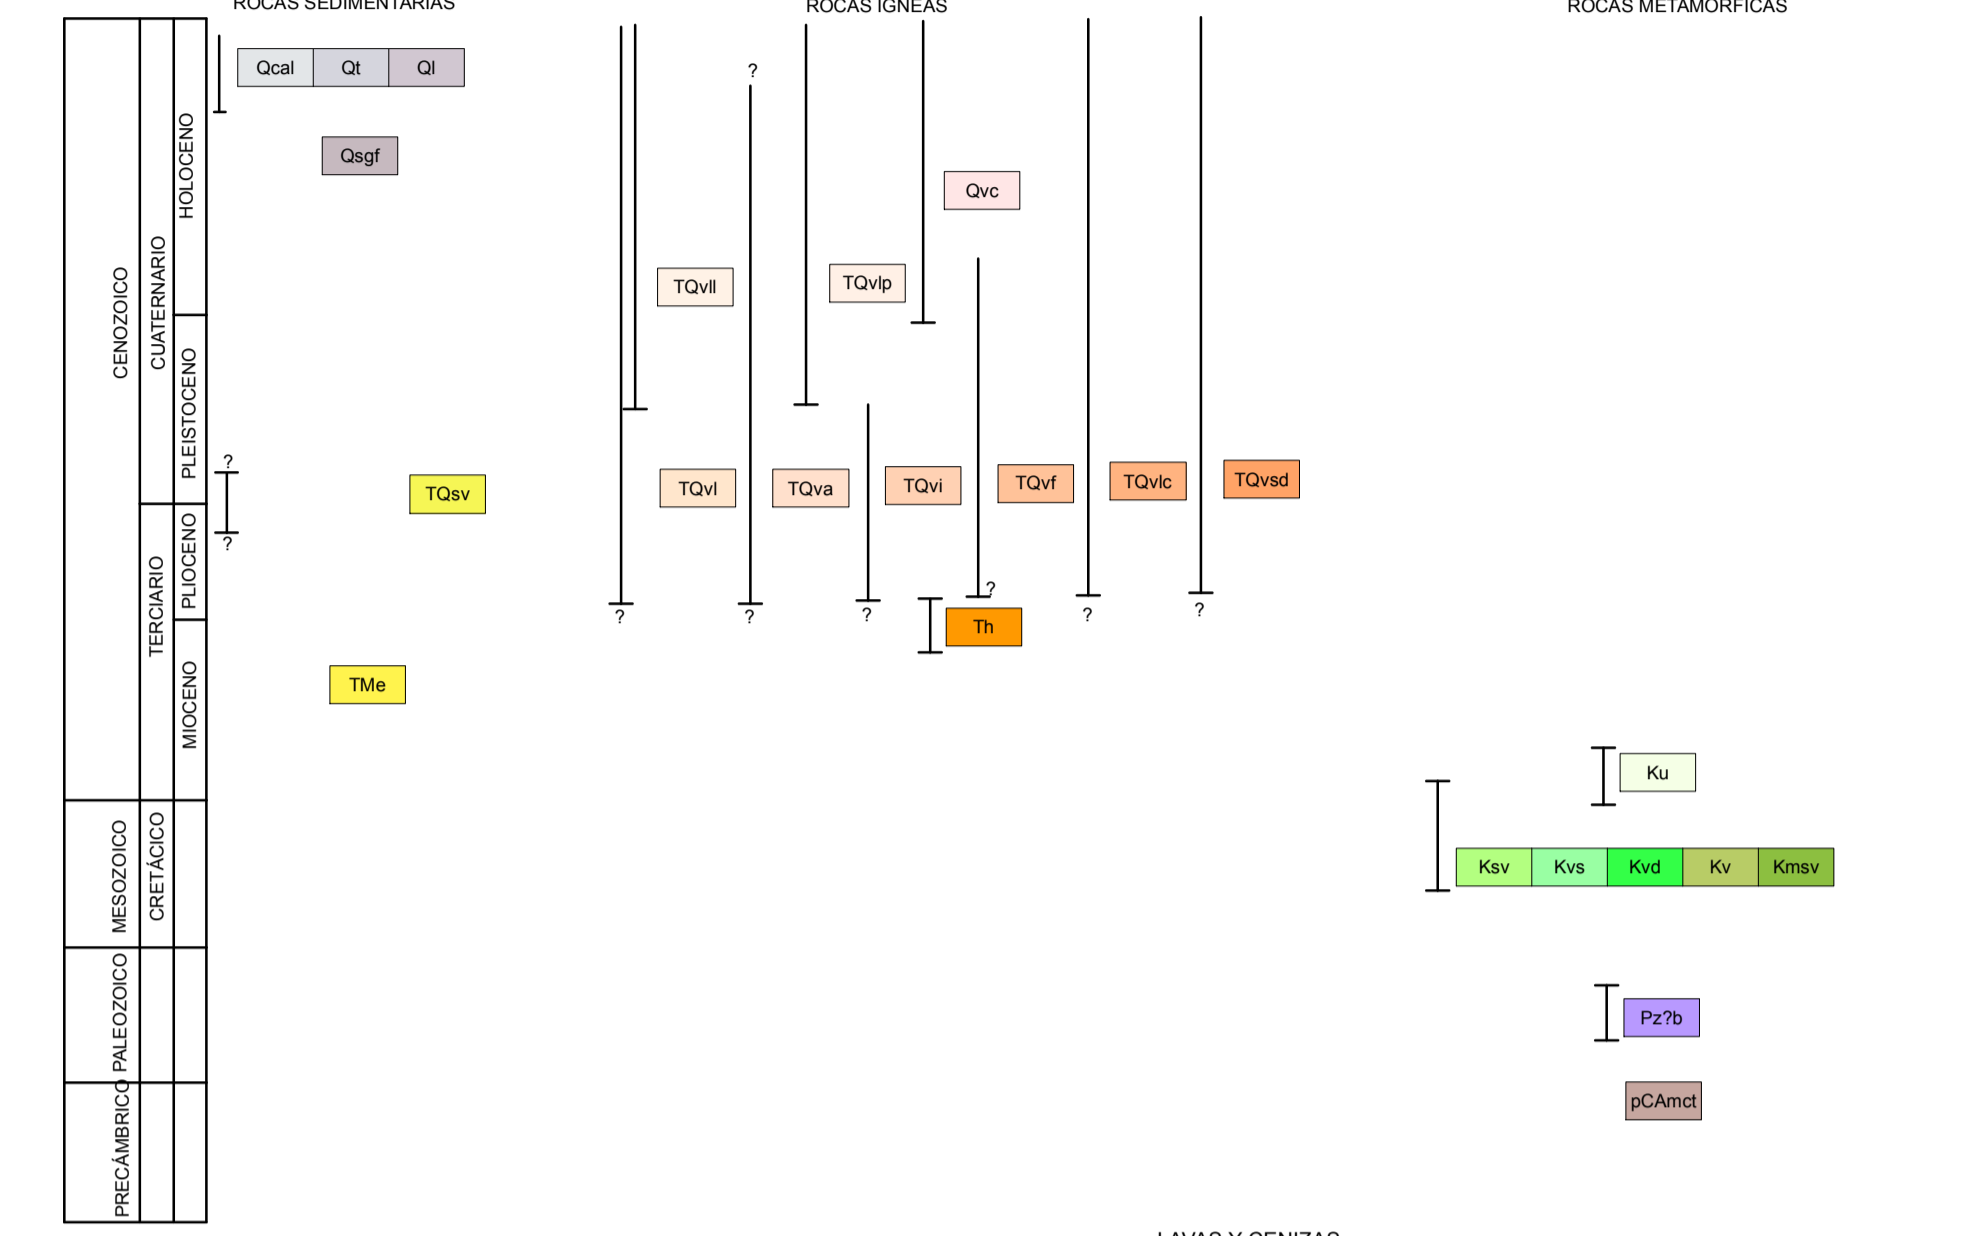 ROCAS SEDIMENTARIAS
ROCAS IGNEAS
ROCAS METAMORFICAS
CENOZOICO
CUATERNARIO
HOLOCENO
PLEISTOCENO
TERCIARIO
PLIOCENO
MIOCENO
MESOZOICO
CRETÁCICO
PALEOZOICO
PRECÁMBRICO
Qcal Qt Ql
?
Qsgf
Qvc
TQvll
TQvlp
?
TQsv
TQvl
TQva
TQvi
TQvf
TQvlc
TQvsd
?
?
?
?
?
?
?
?
Th
TMe
Ku
Ksv Kvs Kvd Kv Kmsv
Pz?b
pCAmct
LAVAS Y CENIZAS